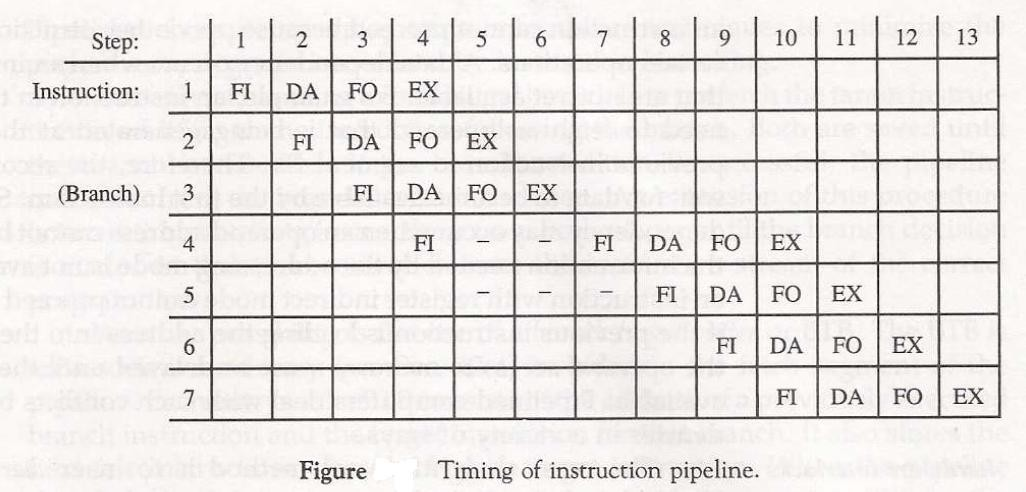 Step: 1 2 3 4 5 6 7 8 9 10 11 12 13
Instruction: 1 FI DA FO EX
2 FI DA FO EX
(Branch) 3 FI DA FO EX
4 FI – – FI DA FO EX
5 – – – FI DA FO EX
6 FI DA FO EX
7 FI DA FO EX
Figure Timing of instruction pipeline.